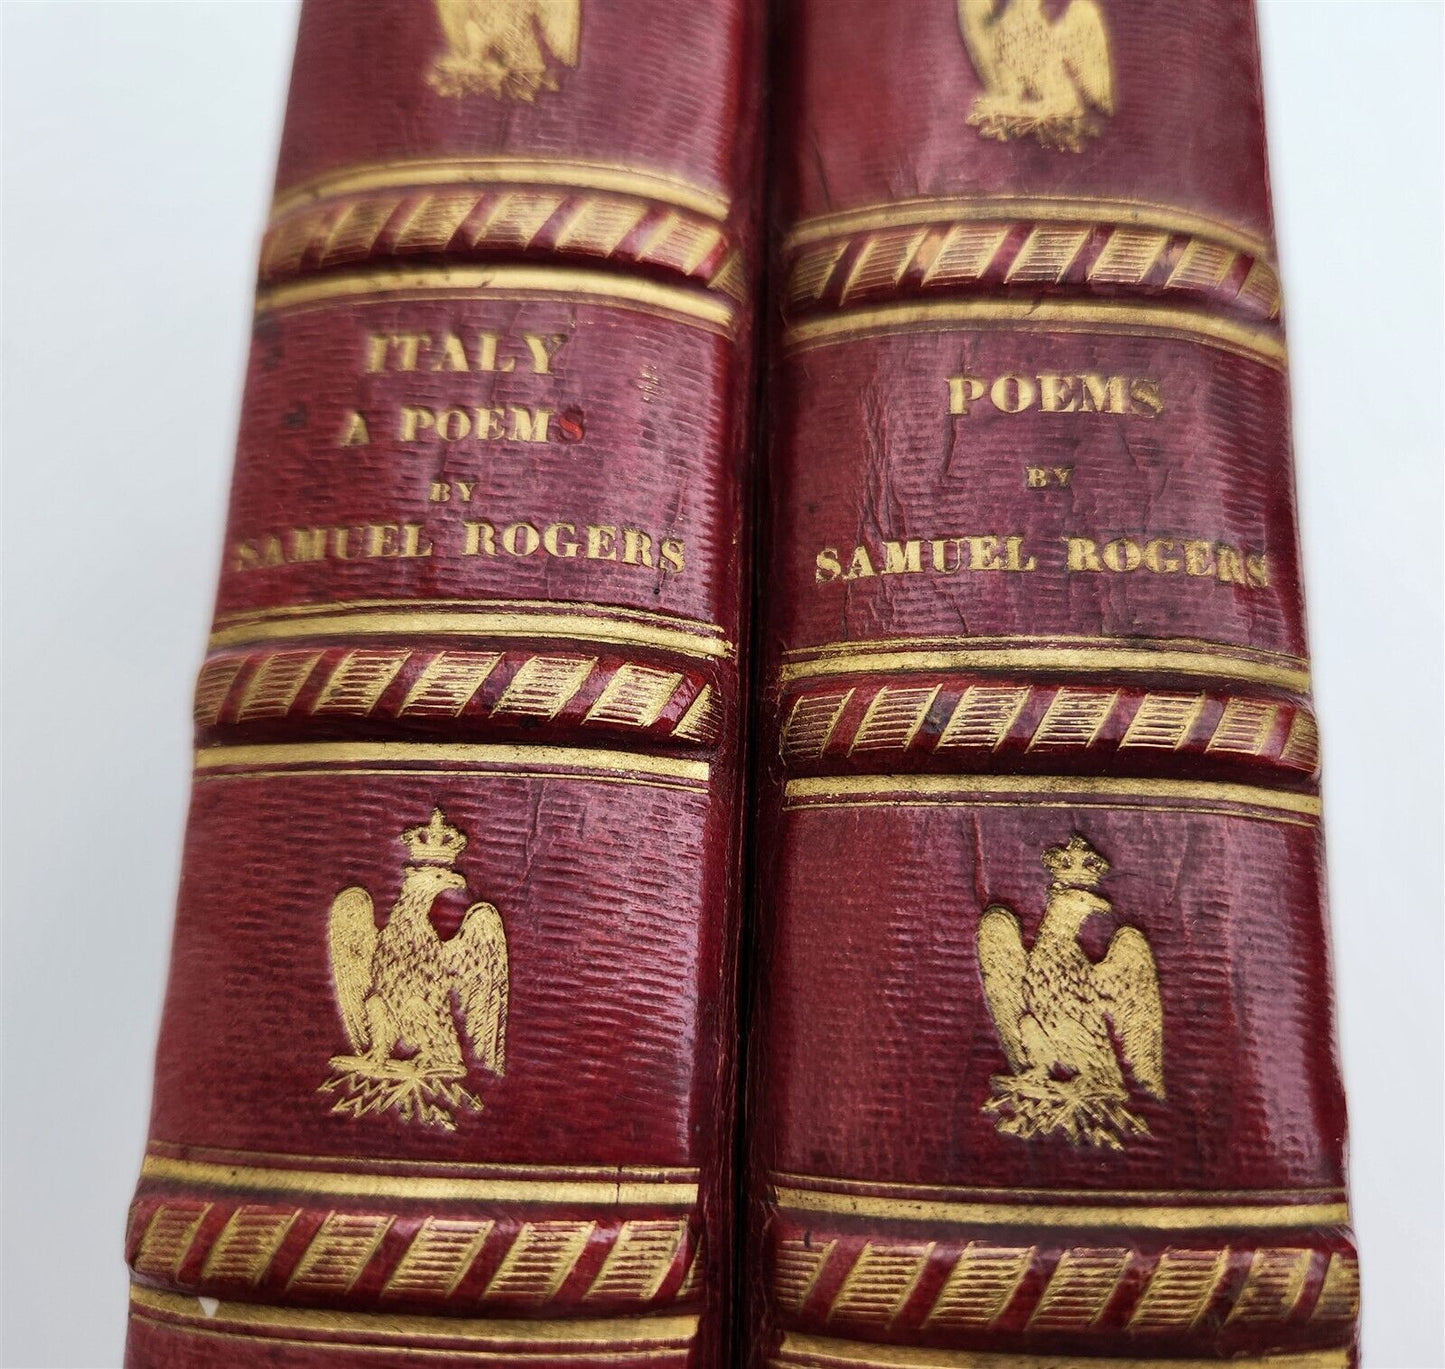 ITALY
A POEMS
BY
SAMUEL ROGERS
POEMS
BY
SAMUEL ROGERS